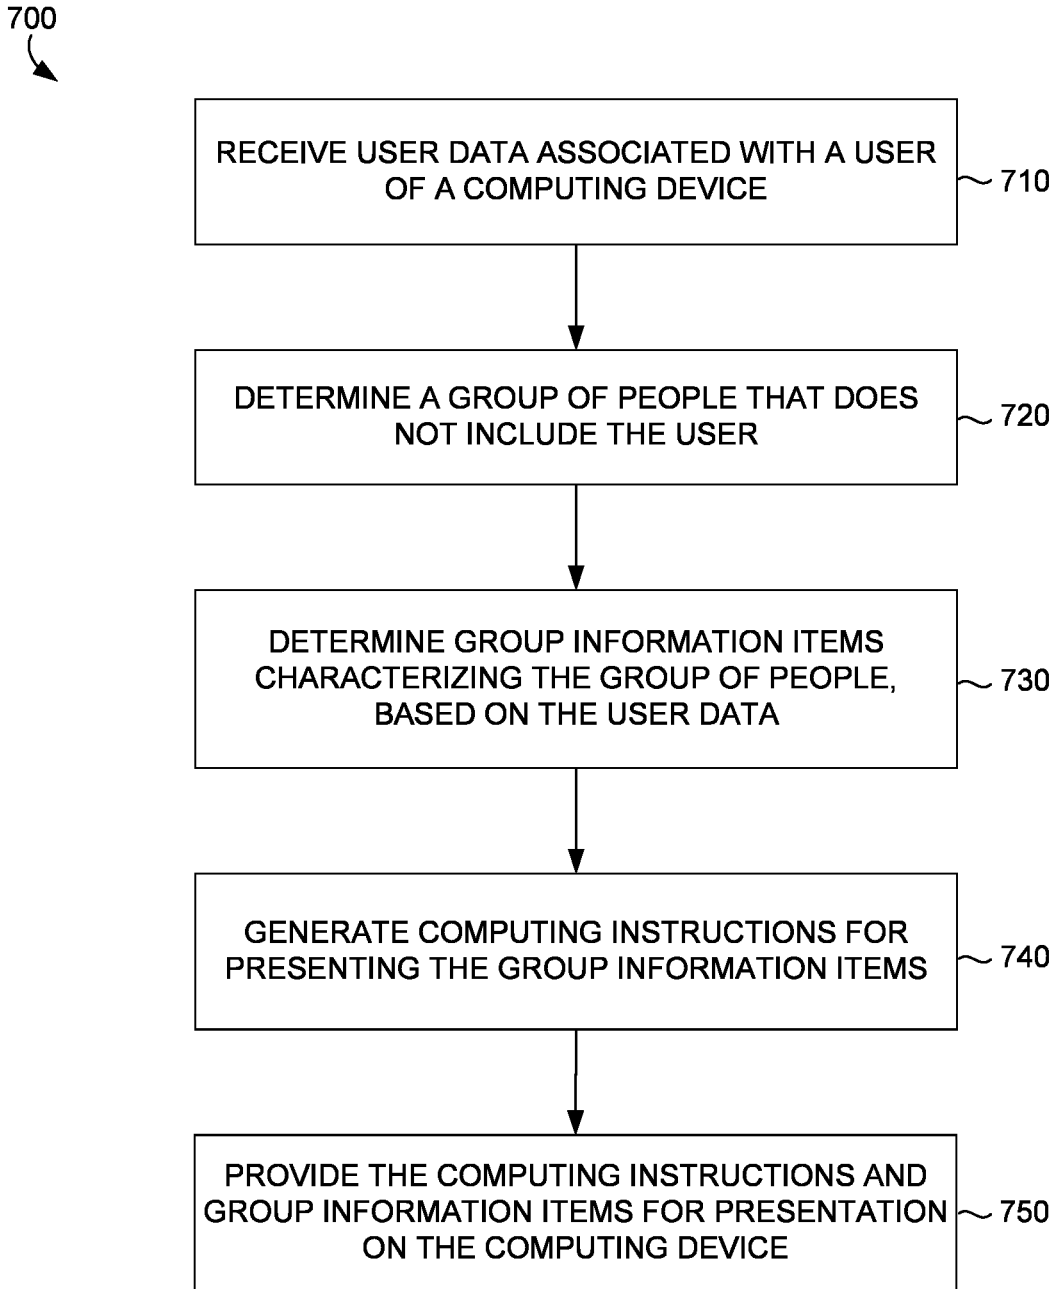 700
RECEIVE USER DATA ASSOCIATED WITH A USER
OF A COMPUTING DEVICE
710
DETERMINE A GROUP OF PEOPLE THAT DOES
NOT INCLUDE THE USER
720
DETERMINE GROUP INFORMATION ITEMS
CHARACTERIZING THE GROUP OF PEOPLE,
BASED ON THE USER DATA
730
GENERATE COMPUTING INSTRUCTIONS FOR
PRESENTING THE GROUP INFORMATION ITEMS
740
PROVIDE THE COMPUTING INSTRUCTIONS AND
GROUP INFORMATION ITEMS FOR PRESENTATION
ON THE COMPUTING DEVICE
750